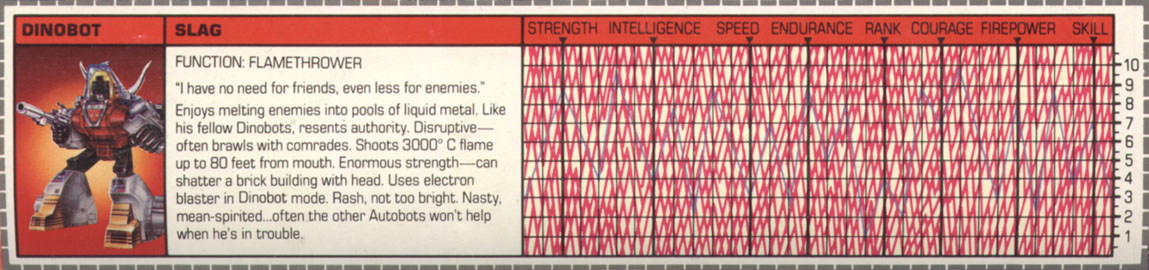 DINOBOT
SLAG
STRENGTH INTELLIGENCE SPEED ENDURANCE RANK COURAGE FIREPOWER SKILL
FUNCTION: FLAMETHROWER
"I have no need for friends, even less for enemies."
Enjoys melting enemies into pools of liquid metal. Like
his fellow Dinobots, resents authority. Disruptive—
often brawls with comrades. Shoots 3000° C flame
up to 80 feet from mouth. Enormous strength—can
shatter a brick building with head. Uses electron
blaster in Dinobot mode. Rash, not too bright. Nasty,
mean-spirited...often the other Autobots won't help
when he's in trouble.
10
9
8
7
6
5
4
3
2
1